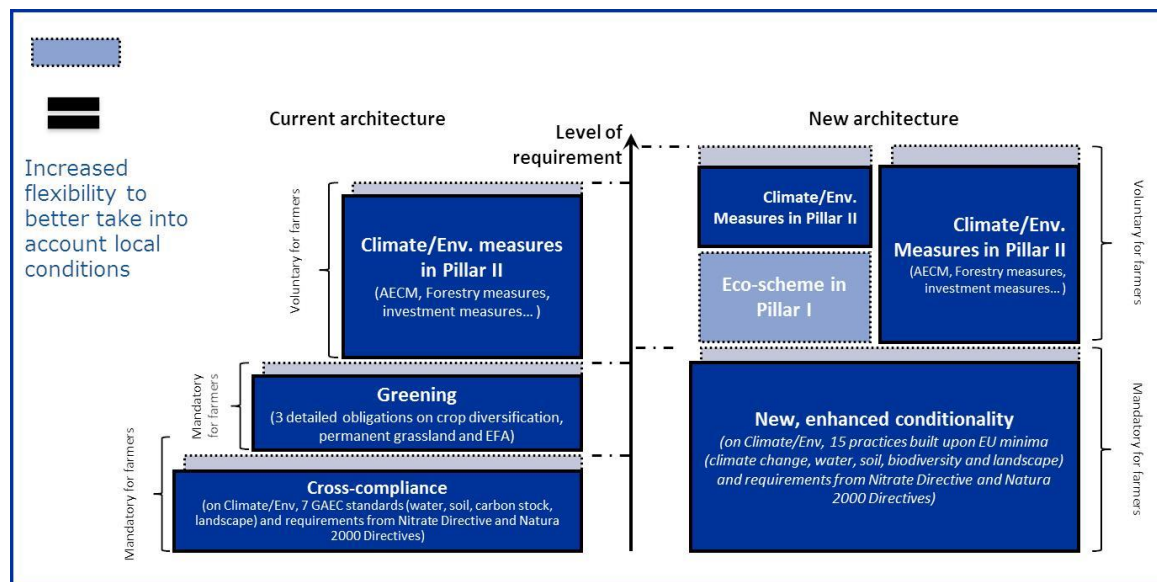 Increased
flexibility to
better take into
account local
conditions
Current architecture
Level of
requirement
New architecture
Voluntary for farmers
Climate/Env. measures
in Pillar II
(AECM, Forestry measures,
investment measures... )
Mandatory
for farmers
Greening
(3 detailed obligations on crop diversification,
permanent grassland and EFA)
Mandatory for farmers
Cross-compliance
(on Climate/Env, 7 GAEC standards (water, soil, carbon stock,
landscape) and requirements from Nitrate Directive and Natura
2000 Directives)
Climate/Env.
Measures in Pillar II
Eco-scheme in
Pillar I
Climate/Env.
Measures in Pillar II
(AECM, Forestry measures,
investment measures... )
Voluntary for farmers
New, enhanced conditionality
(on Climate/Env, 15 practices built upon EU minima
(climate change, water, soil, biodiversity and landscape)
and requirements from Nitrate Directive and Natura
2000 Directives)
Mandatory for farmers